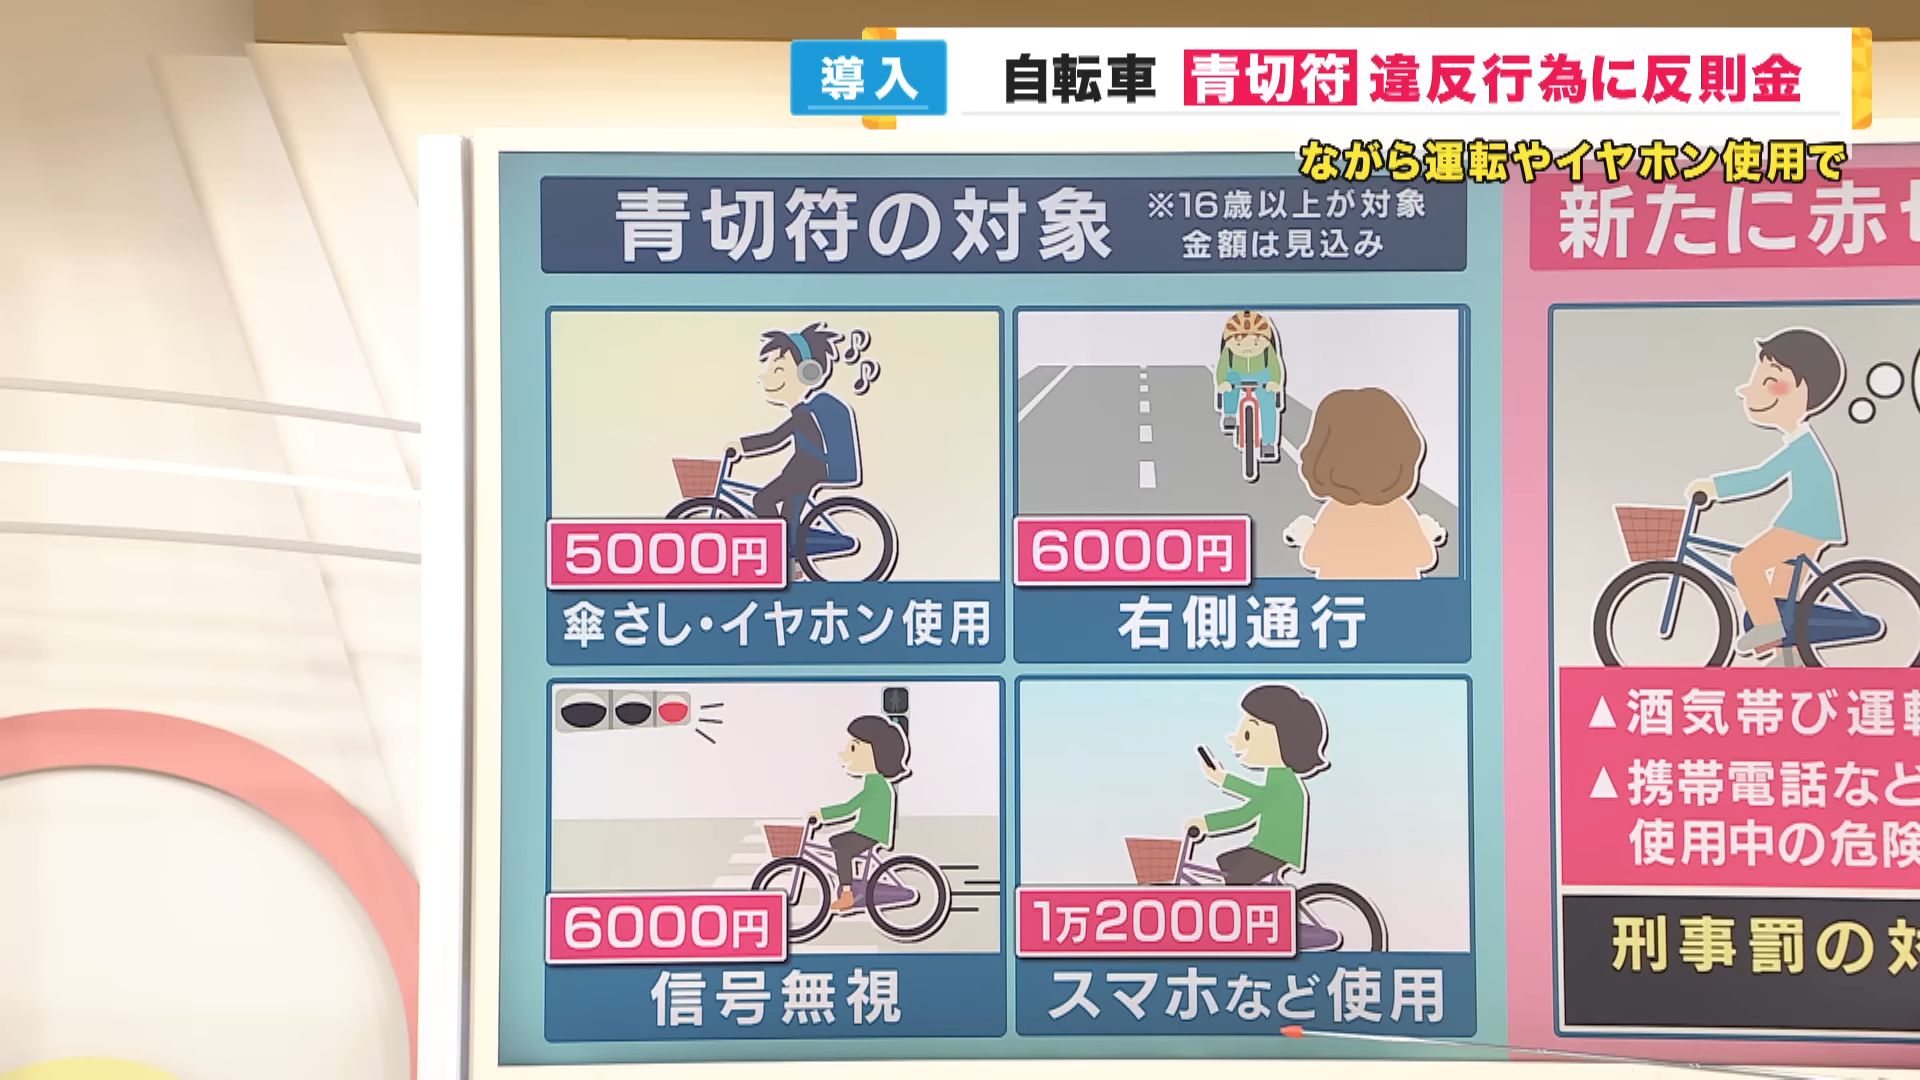 導入
自転車 青切符 違反行為に反則金
ながら運転やイヤホン使用で
青切符の対象
※16歳以上が対象
金額は見込み
5000円
傘さし・イヤホン使用
6000円
右側通行
6000円
信号無視
1万2000円
スマホなど使用
新たに赤
▲酒気帯び運転
▲携帯電話など
使用中の危険
刑事罰の対